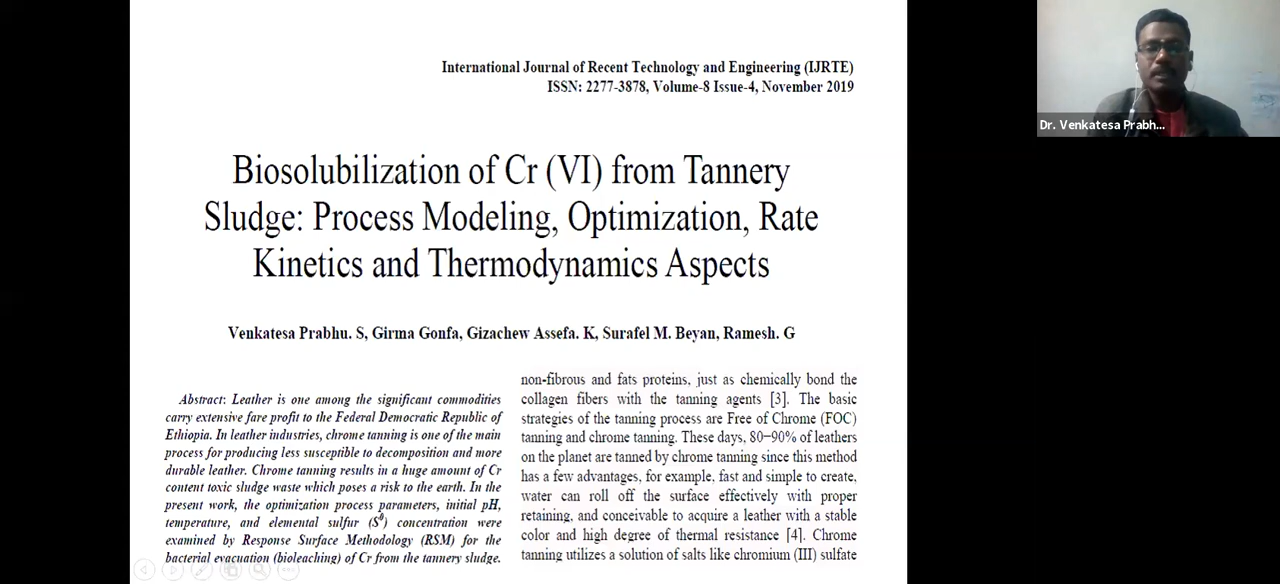 International Journal of Recent Technology and Engineering (IJRTE)
ISSN: 2277-3878, Volume-8 Issue-4, November 2019
Biosolubilization of Cr (VI) from Tannery
Sludge: Process Modeling, Optimization, Rate
Kinetics and Thermodynamics Aspects
Venkatesa Prabhu. S, Girma Gonfa, Gizachew Assefa. K, Surafel M. Beyan, Ramesh. G
Abstract: Leather is one among the significant commodities
carry extensive fare profit to the Federal Democratic Republic of
Ethiopia. In leather industries, chrome tanning is one of the main
process for producing less susceptible to decomposition and more
durable leather. Chrome tanning results in a huge amount of Cr
content toxic sludge waste which poses a risk to the earth. In the
present work, the optimization process parameters, initial pH,
temperature, and elemental sulfur (S⁰) concentration were
examined by Response Surface Methodology (RSM) for the
bacterial evacuation (bioleaching) of Cr from the tannery sludge.
non-fibrous and fats proteins, just as chemically bond the
collagen fibers with the tanning agents [3]. The basic
strategies of the tanning process are Free of Chrome (FOC)
tanning and chrome tanning. These days, 80–90% of leathers
on the planet are tanned by chrome tanning since this method
has a few advantages, for example, fast and simple to create,
water can roll off the surface effectively with proper
retaining, and conceivable to acquire a leather with a stable
color and high degree of thermal resistance [4]. Chrome
tanning utilizes a solution of salts like chromium (III) sulfate
Dr. Venkatesa Prabh...